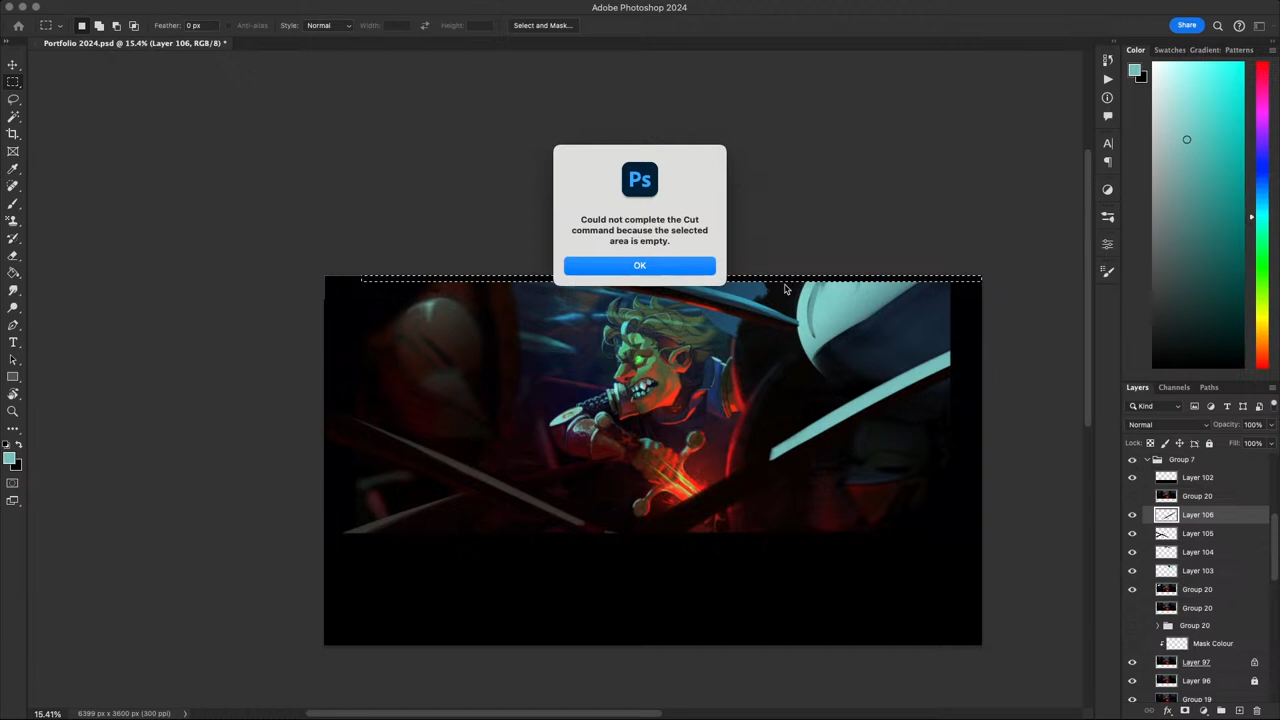 Adobe Photoshop 2024
Feather: 0 px Anti-alias Style: Normal Width: Height: Select and Mask... Share
Portfolio 2024.psd @ 15.4% (Layer 106, RGB/8) *
Color Swatches Gradient: Patterns
Ps
Could not complete the Cut
command because the selected
area is empty.
OK
Layers Channels Paths
Kind
Normal Opacity: 100%
Lock: Fill: 100%
Group 7
Layer 102
Group 20
Layer 106
Layer 105
Layer 104
Layer 103
Group 20
Group 20
Group 20
Mask Colour
Layer 97
Layer 96
Group 19
15.41% 6399 px x 3600 px (300 ppi)